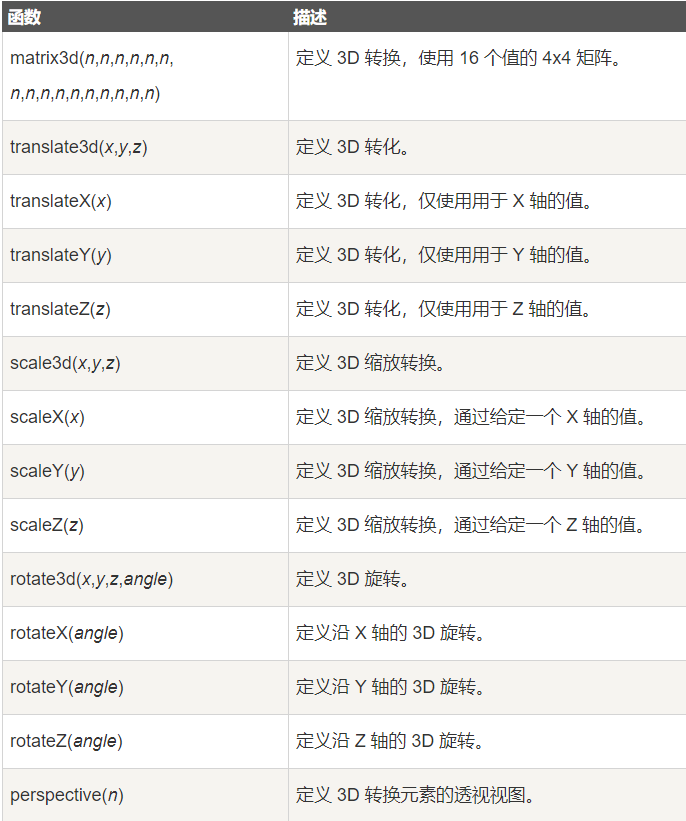 函数 描述
matrix3d(n,n,n,n,n,n, 定义 3D 转换，使用 16 个值的 4x4 矩阵。
n,n,n,n,n,n,n,n,n,n)
translate3d(x,y,z) 定义 3D 转化。
translateX(x) 定义 3D 转化，仅使用用于 X 轴的值。
translateY(y) 定义 3D 转化，仅使用用于 Y 轴的值。
translateZ(z) 定义 3D 转化，仅使用用于 Z 轴的值。
scale3d(x,y,z) 定义 3D 缩放转换。
scaleX(x) 定义 3D 缩放转换，通过给定一个 X 轴的值。
scaleY(y) 定义 3D 缩放转换，通过给定一个 Y 轴的值。
scaleZ(z) 定义 3D 缩放转换，通过给定一个 Z 轴的值。
rotate3d(x,y,z,angle) 定义 3D 旋转。
rotateX(angle) 定义沿 X 轴的 3D 旋转。
rotateY(angle) 定义沿 Y 轴的 3D 旋转。
rotateZ(angle) 定义沿 Z 轴的 3D 旋转。
perspective(n) 定义 3D 转换元素的透视视图。